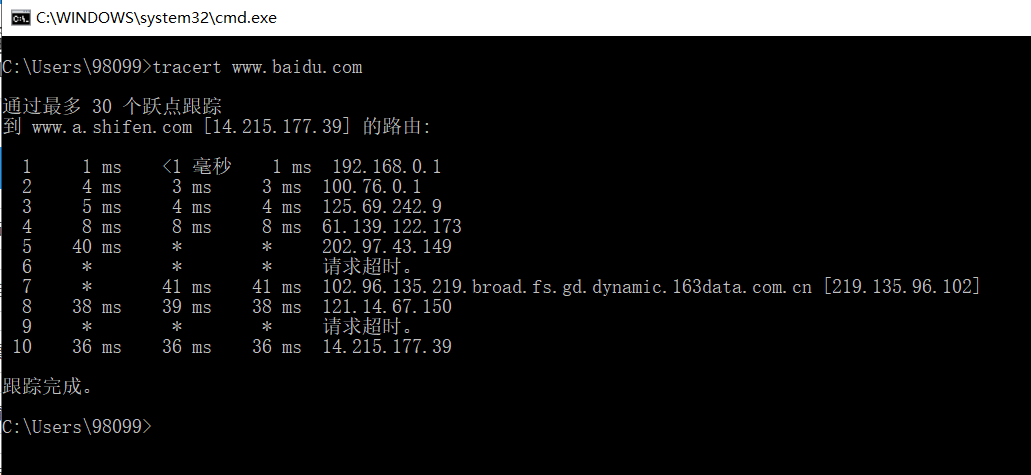 C:\WINDOWS\system32\cmd.exe
C:\Users\98099>tracert www.baidu.com
通过最多 30 个跃点跟踪
到 www.a.shifen.com [14.215.177.39] 的路由:
1 1 ms <1 毫秒 1 ms 192.168.0.1
2 4 ms 3 ms 3 ms 100.76.0.1
3 5 ms 4 ms 4 ms 125.69.242.9
4 8 ms 8 ms 8 ms 61.139.122.173
5 40 ms * * 202.97.43.149
6 * * * 请求超时。
7 * 41 ms 41 ms 102.96.135.219.broad.fs.gd.dynamic.163data.com.cn [219.135.96.102]
8 38 ms 39 ms 38 ms 121.14.67.150
9 * * * 请求超时。
10 36 ms 36 ms 36 ms 14.215.177.39
跟踪完成。
C:\Users\98099>